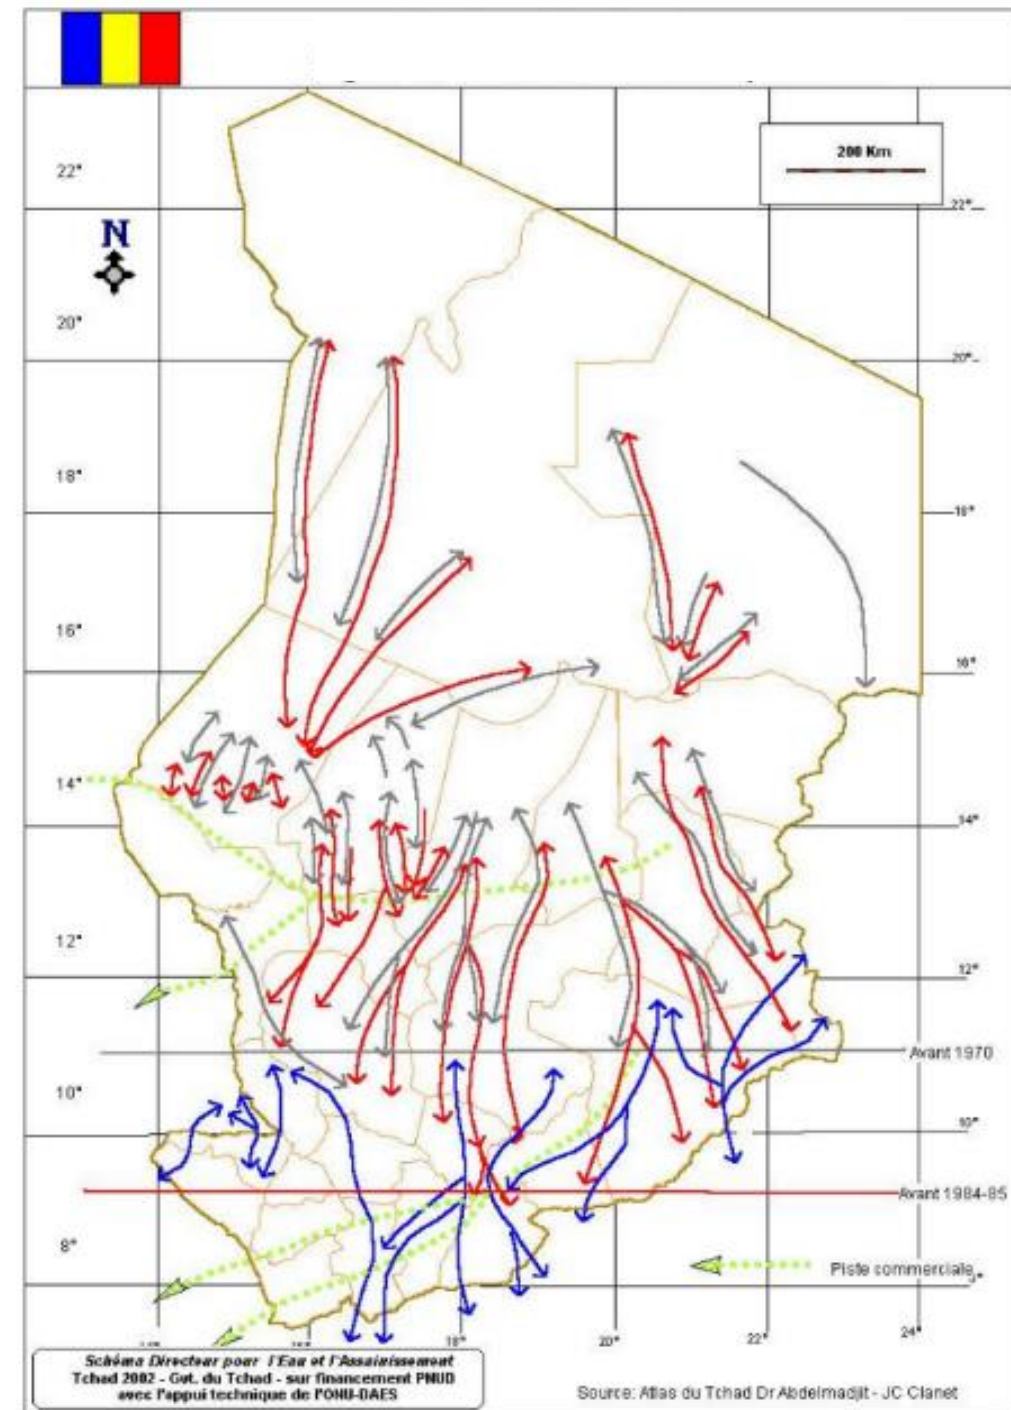 200 Km
22°
22°
N
20°
20°
18°
18°
16°
16°
14°
14°
12°
12°
Avant 1970
10°
10°
Avant 1984-85
8°
Piste commerciale
18°
20°
22°
24°
Schéma Directeur pour l'Eau et l'Assainissement
Tchad 2002 - Gvt. du Tchad - sur financement PNUD
avec l'appui technique de l'ONU-DAES
Source: Atlas du Tchad Dr Abdelmadjit - JC Clanet